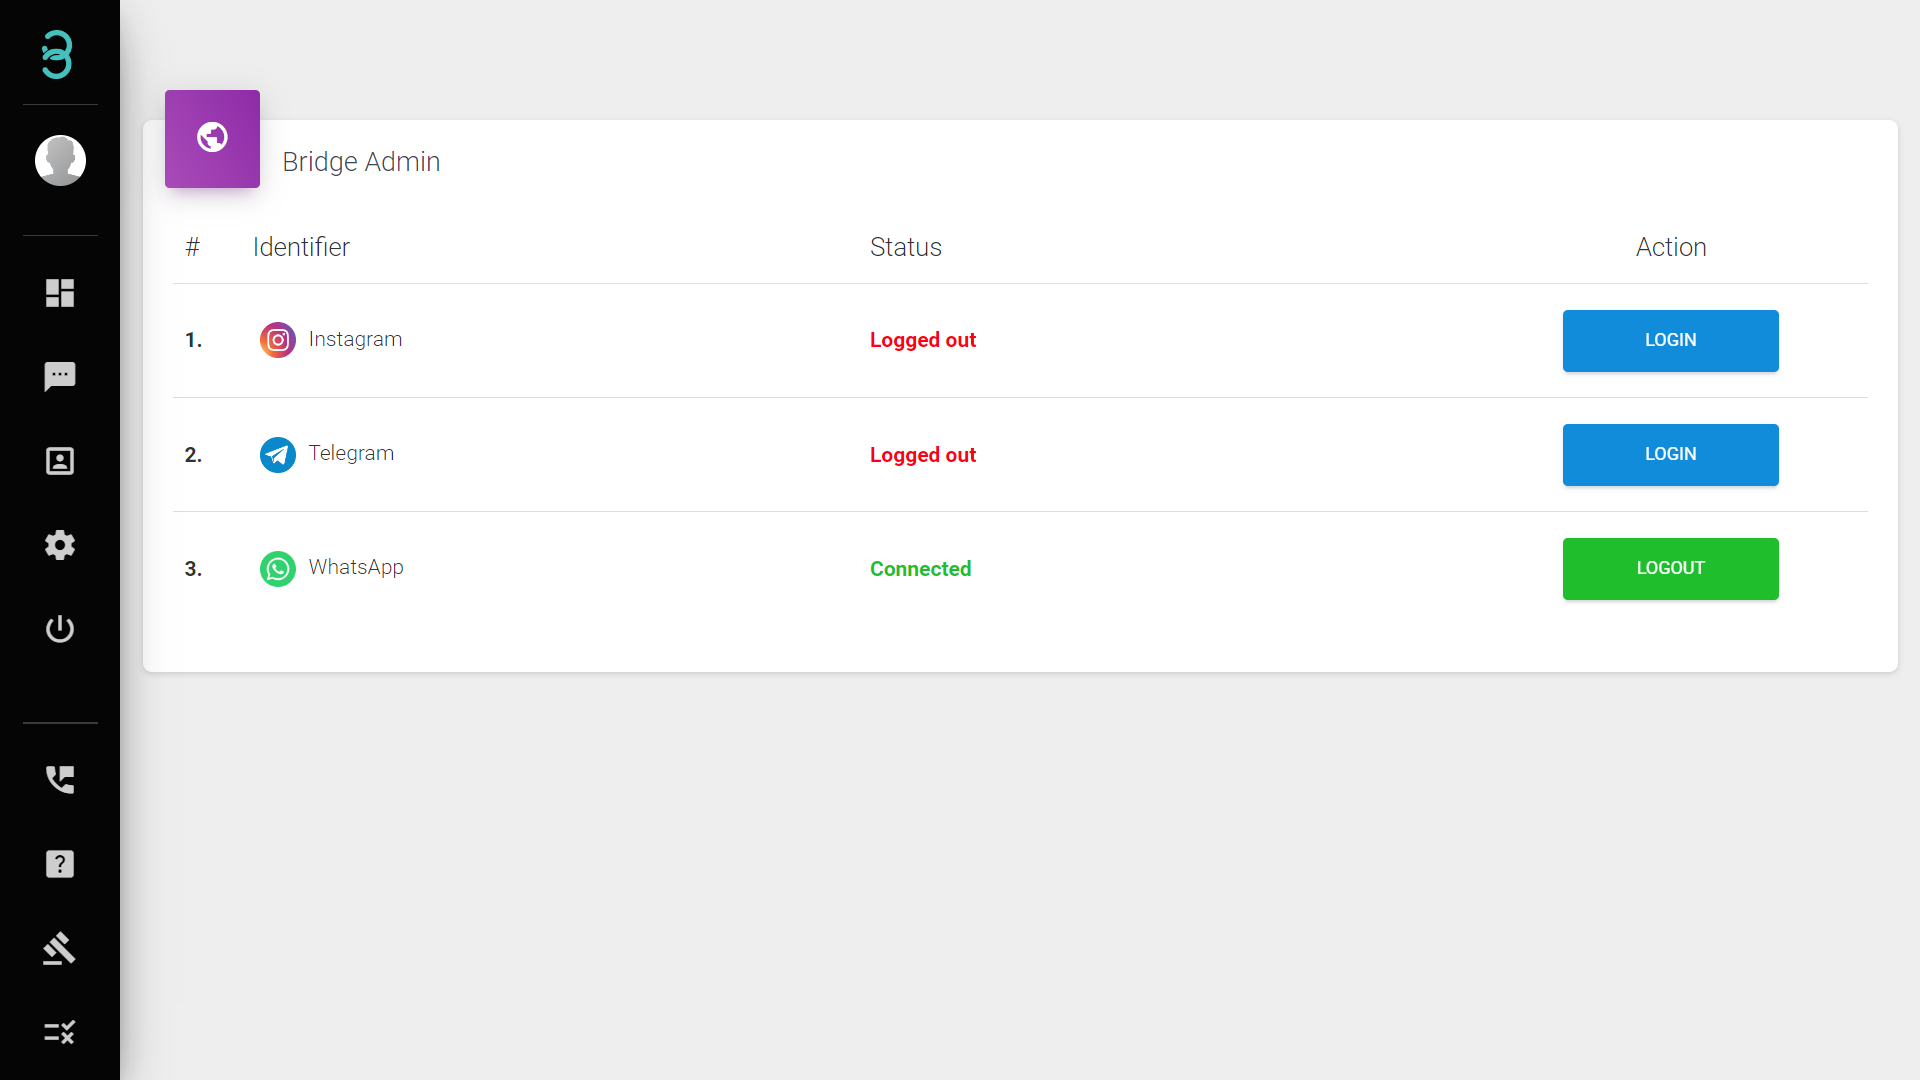 Bridge Admin
# Identifier Status Action
1. Instagram Logged out LOGIN
2. Telegram Logged out LOGIN
3. WhatsApp Connected LOGOUT